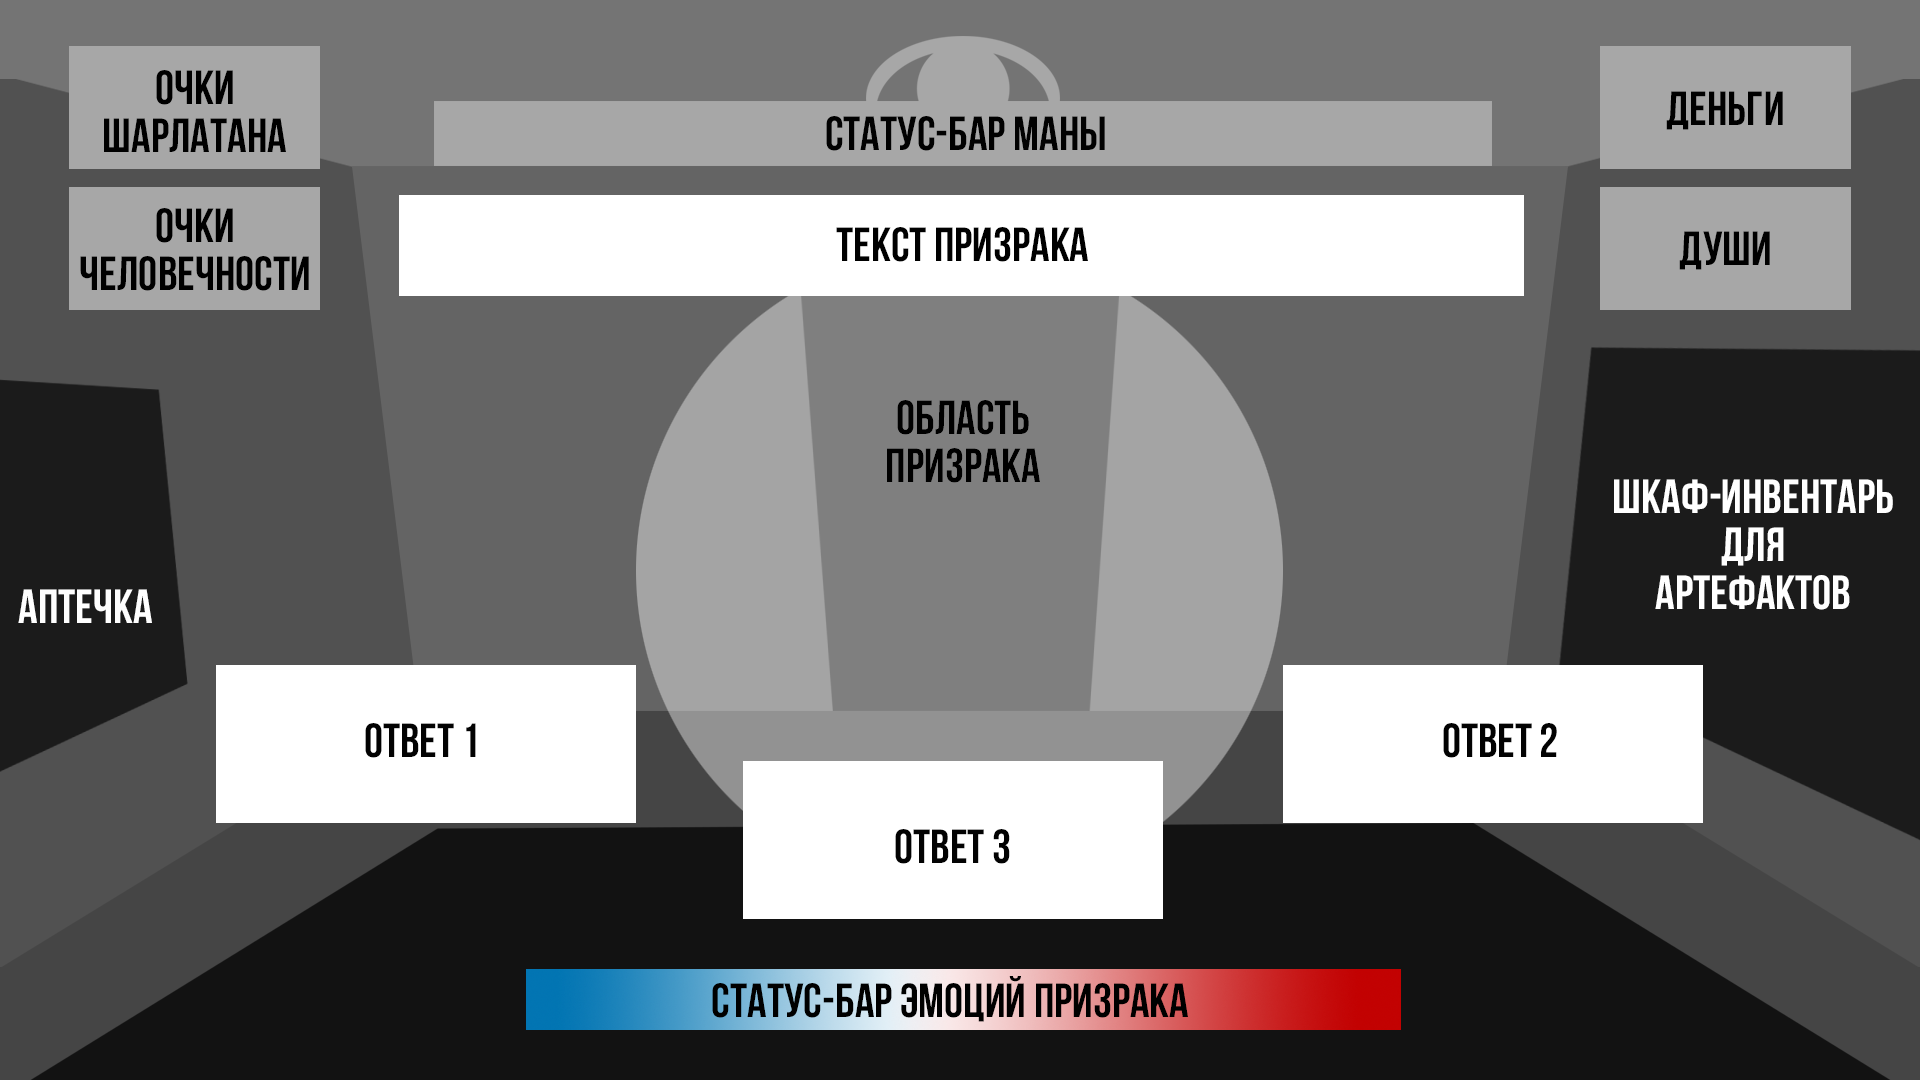 ОЧКИ
ШАРЛАТАНА
ОЧКИ
ЧЕЛОВЕЧНОСТИ
СТАТУС-БАР МАНЫ
ТЕКСТ ПРИЗРАКА
ДЕНЬГИ
ДУШИ
ОБЛАСТЬ
ПРИЗРАКА
АПТЕЧКА
ШКАФ-ИНВЕНТАРЬ
ДЛЯ
АРТЕФАКТОВ
ОТВЕТ 1
ОТВЕТ 2
ОТВЕТ 3
СТАТУС-БАР ЭМОЦИЙ ПРИЗРАКА